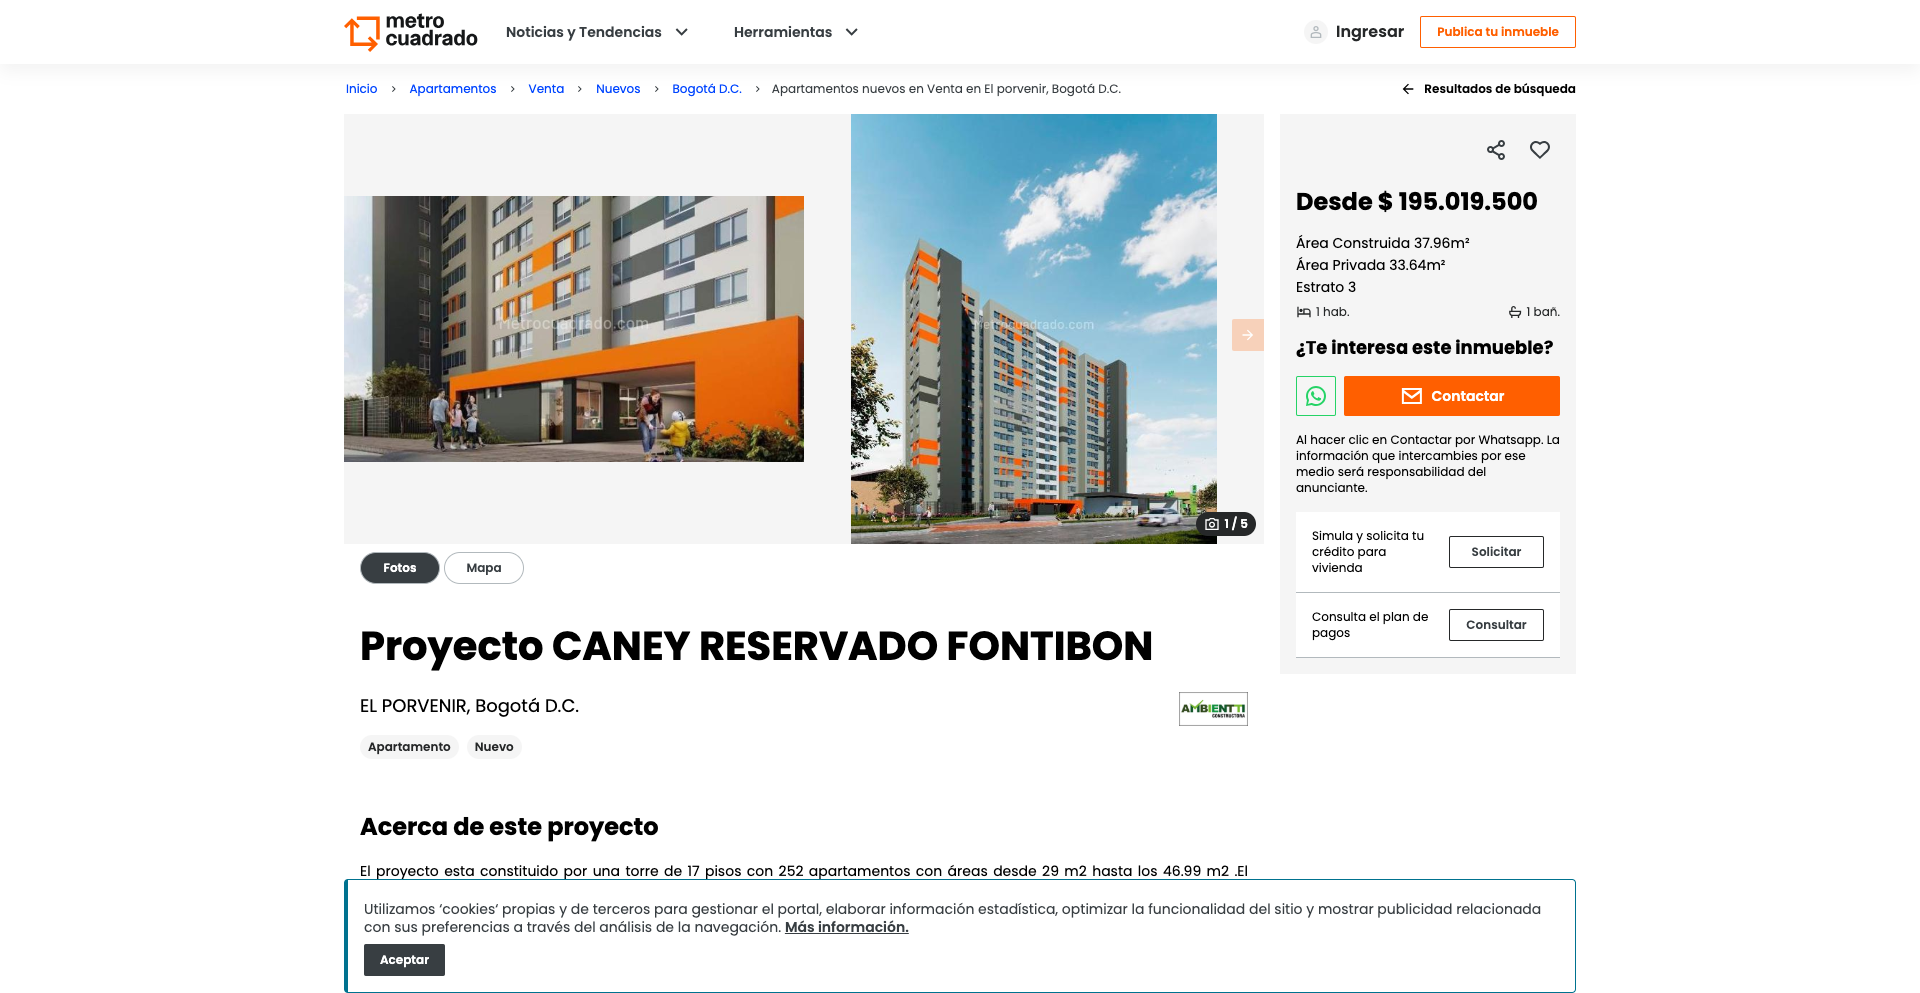 metro
cuadrado
Noticias y Tendencias
Herramientas
Ingresar
Publica tu inmueble
Inicio > Apartamentos > Venta > Nuevos > Bogotá D.C. > Apartamentos nuevos en Venta en El porvenir, Bogotá D.C.
Resultados de búsqueda
Metrocuadrado.com
Metrocuadrado.com
1 / 5
Fotos
Mapa
Desde $ 195.019.500
Área Construida 37.96m²
Área Privada 33.64m²
Estrato 3
1 hab.
1 bañ.
¿Te interesa este inmueble?
Contactar
Al hacer clic en Contactar por Whatsapp. La
información que intercambies por ese
medio será responsabilidad del
anunciante.
Simula y solicita tu
crédito para
vivienda
Solicitar
Consulta el plan de
pagos
Consultar
Proyecto CANEY RESERVADO FONTIBON
EL PORVENIR, Bogotá D.C.
AMBIENTTI
CONSTRUCTORA
Apartamento
Nuevo
Acerca de este proyecto
El proyecto esta constituido por una torre de 17 pisos con 252 apartamentos con áreas desde 29 m2 hasta los 46.99 m2 .El
Utilizamos ‘cookies‘ propias y de terceros para gestionar el portal, elaborar información estadística, optimizar la funcionalidad del sitio y mostrar publicidad relacionada
con sus preferencias a través del análisis de la navegación. Más información.
Aceptar